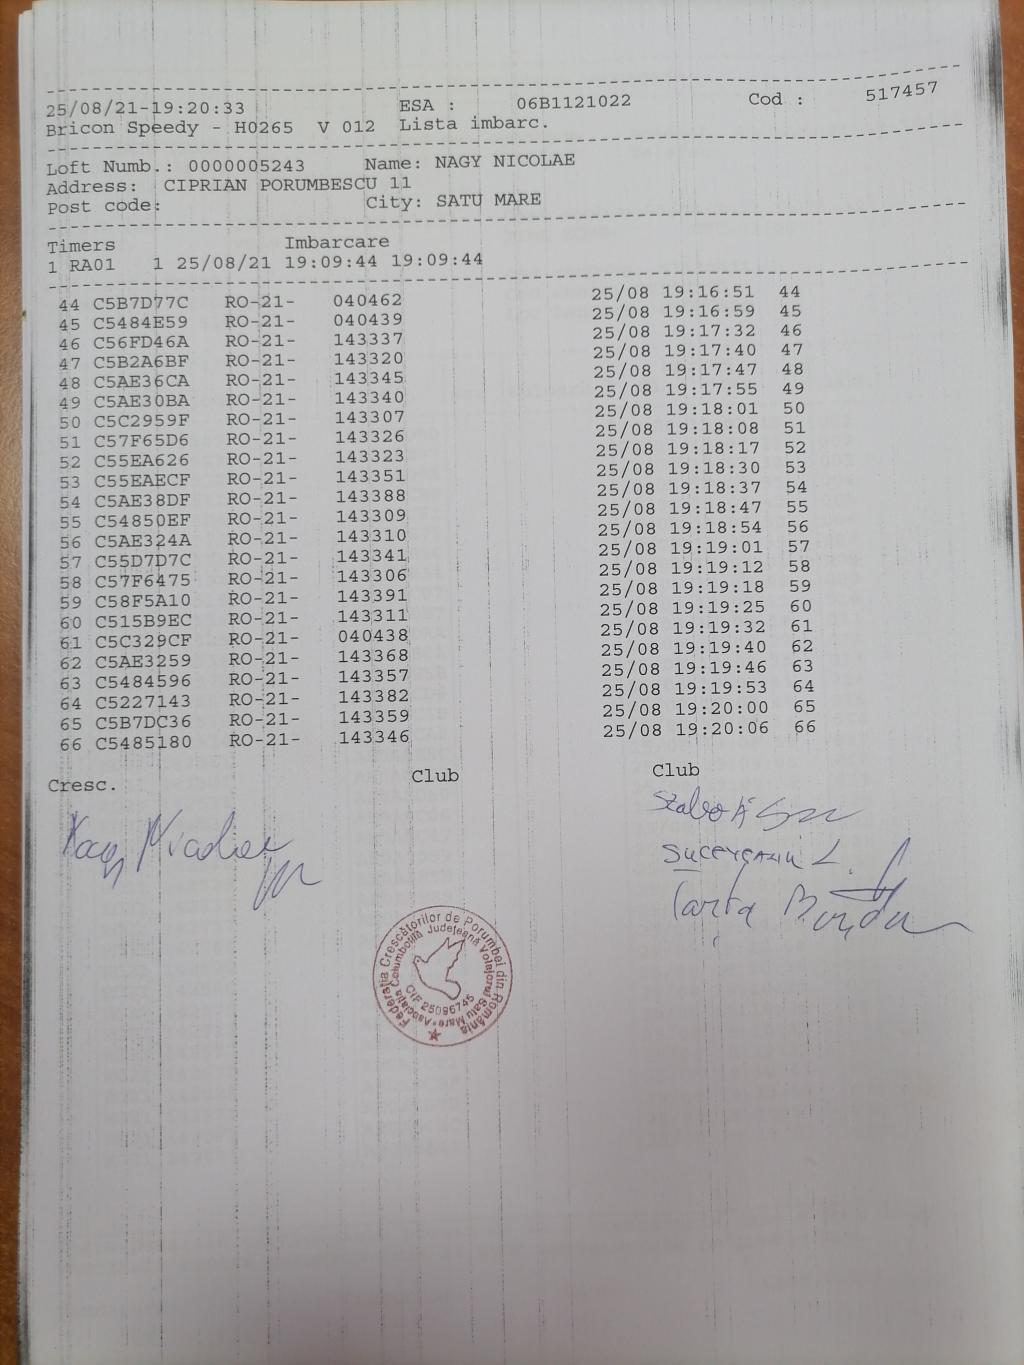 25/08/21-19:20:33 ESA : 06B1121022 Cod : 517457
Bricon Speedy - H0265 V 012 Lista imbarc.
Loft Numb.: 0000005243 Name: NAGY NICOLAE
Address: CIPRIAN PORUMBESCU 11
Post code: City: SATU MARE
Timers Imbarcare
1 RA01 1 25/08/21 19:09:44 19:09:44
44 C5B7D77C RO-21- 040462 25/08 19:16:51 44
45 C5484E59 RO-21- 040439 25/08 19:16:59 45
46 C56FD46A RO-21- 143337 25/08 19:17:32 46
47 C5B2A6BF RO-21- 143320 25/08 19:17:40 47
48 C5AE36CA RO-21- 143345 25/08 19:17:47 48
49 C5AE30BA RO-21- 143340 25/08 19:17:55 49
50 C5C2959F RO-21- 143307 25/08 19:18:01 50
51 C57F65D6 RO-21- 143326 25/08 19:18:08 51
52 C55EA626 RO-21- 143323 25/08 19:18:17 52
53 C55EAECF RO-21- 143351 25/08 19:18:30 53
54 C5AE38DF RO-21- 143388 25/08 19:18:37 54
55 C54850EF RO-21- 143309 25/08 19:18:47 55
56 C5AE324A RO-21- 143310 25/08 19:18:54 56
57 C55D7D7C RO-21- 143341 25/08 19:19:01 57
58 C57F6475 RO-21- 143306 25/08 19:19:12 58
59 C58F5A10 RO-21- 143391 25/08 19:19:18 59
60 C515B9EC RO-21- 143311 25/08 19:19:25 60
61 C5C329CF RO-21- 040438 25/08 19:19:32 61
62 C5AE3259 RO-21- 143368 25/08 19:19:40 62
63 C5484596 RO-21- 143357 25/08 19:19:46 63
64 C5227143 RO-21- 143382 25/08 19:19:53 64
65 C5B7DC36 RO-21- 143359 25/08 19:20:00 65
66 C5485180 RO-21- 143346 25/08 19:20:06 66
Cresc. Club Club
Szabo A
Nagy Nicolae
Federația Crescătorilor de Porumbei din România
Asociația Columbofilă Județeană Voiajorul Satu Mare
CIF 25096745